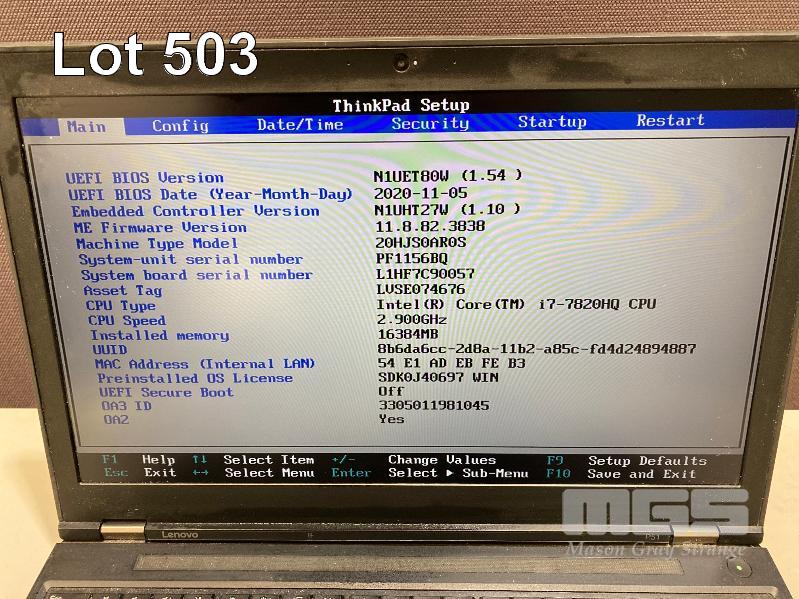 Lot 503
ThinkPad Setup
Main Config Date/Time Security Startup Restart
UEFI BIOS Version N1UET80W (1.54 )
UEFI BIOS Date (Year-Month-Day) 2020-11-05
Embedded Controller Version N1UHT27W (1.10 )
ME Firmware Version 11.8.82.3838
Machine Type Model 20HJS0AR0S
System-unit serial number PF1156BQ
System board serial number L1HF7C90057
Asset Tag LVSE074676
CPU Type Intel(R) Core(TM) i7-7820HQ CPU
CPU Speed 2.900GHz
Installed memory 16384MB
UUID 8b6da6cc-2d8a-11b2-a85c-fd4d24894887
MAC Address (Internal LAN) 54 E1 AD EB FE B3
Preinstalled OS License SDK0J40697 WIN
UEFI Secure Boot Off
OA3 ID 3305011981045
OA2 Yes
F1 Help ↑↓ Select Item +/- Change Values F9 Setup Defaults
Esc Exit ←→ Select Menu Enter Select ▶ Sub-Menu F10 Save and Exit
MGS
Lenovo P51
Mason Gray Strange